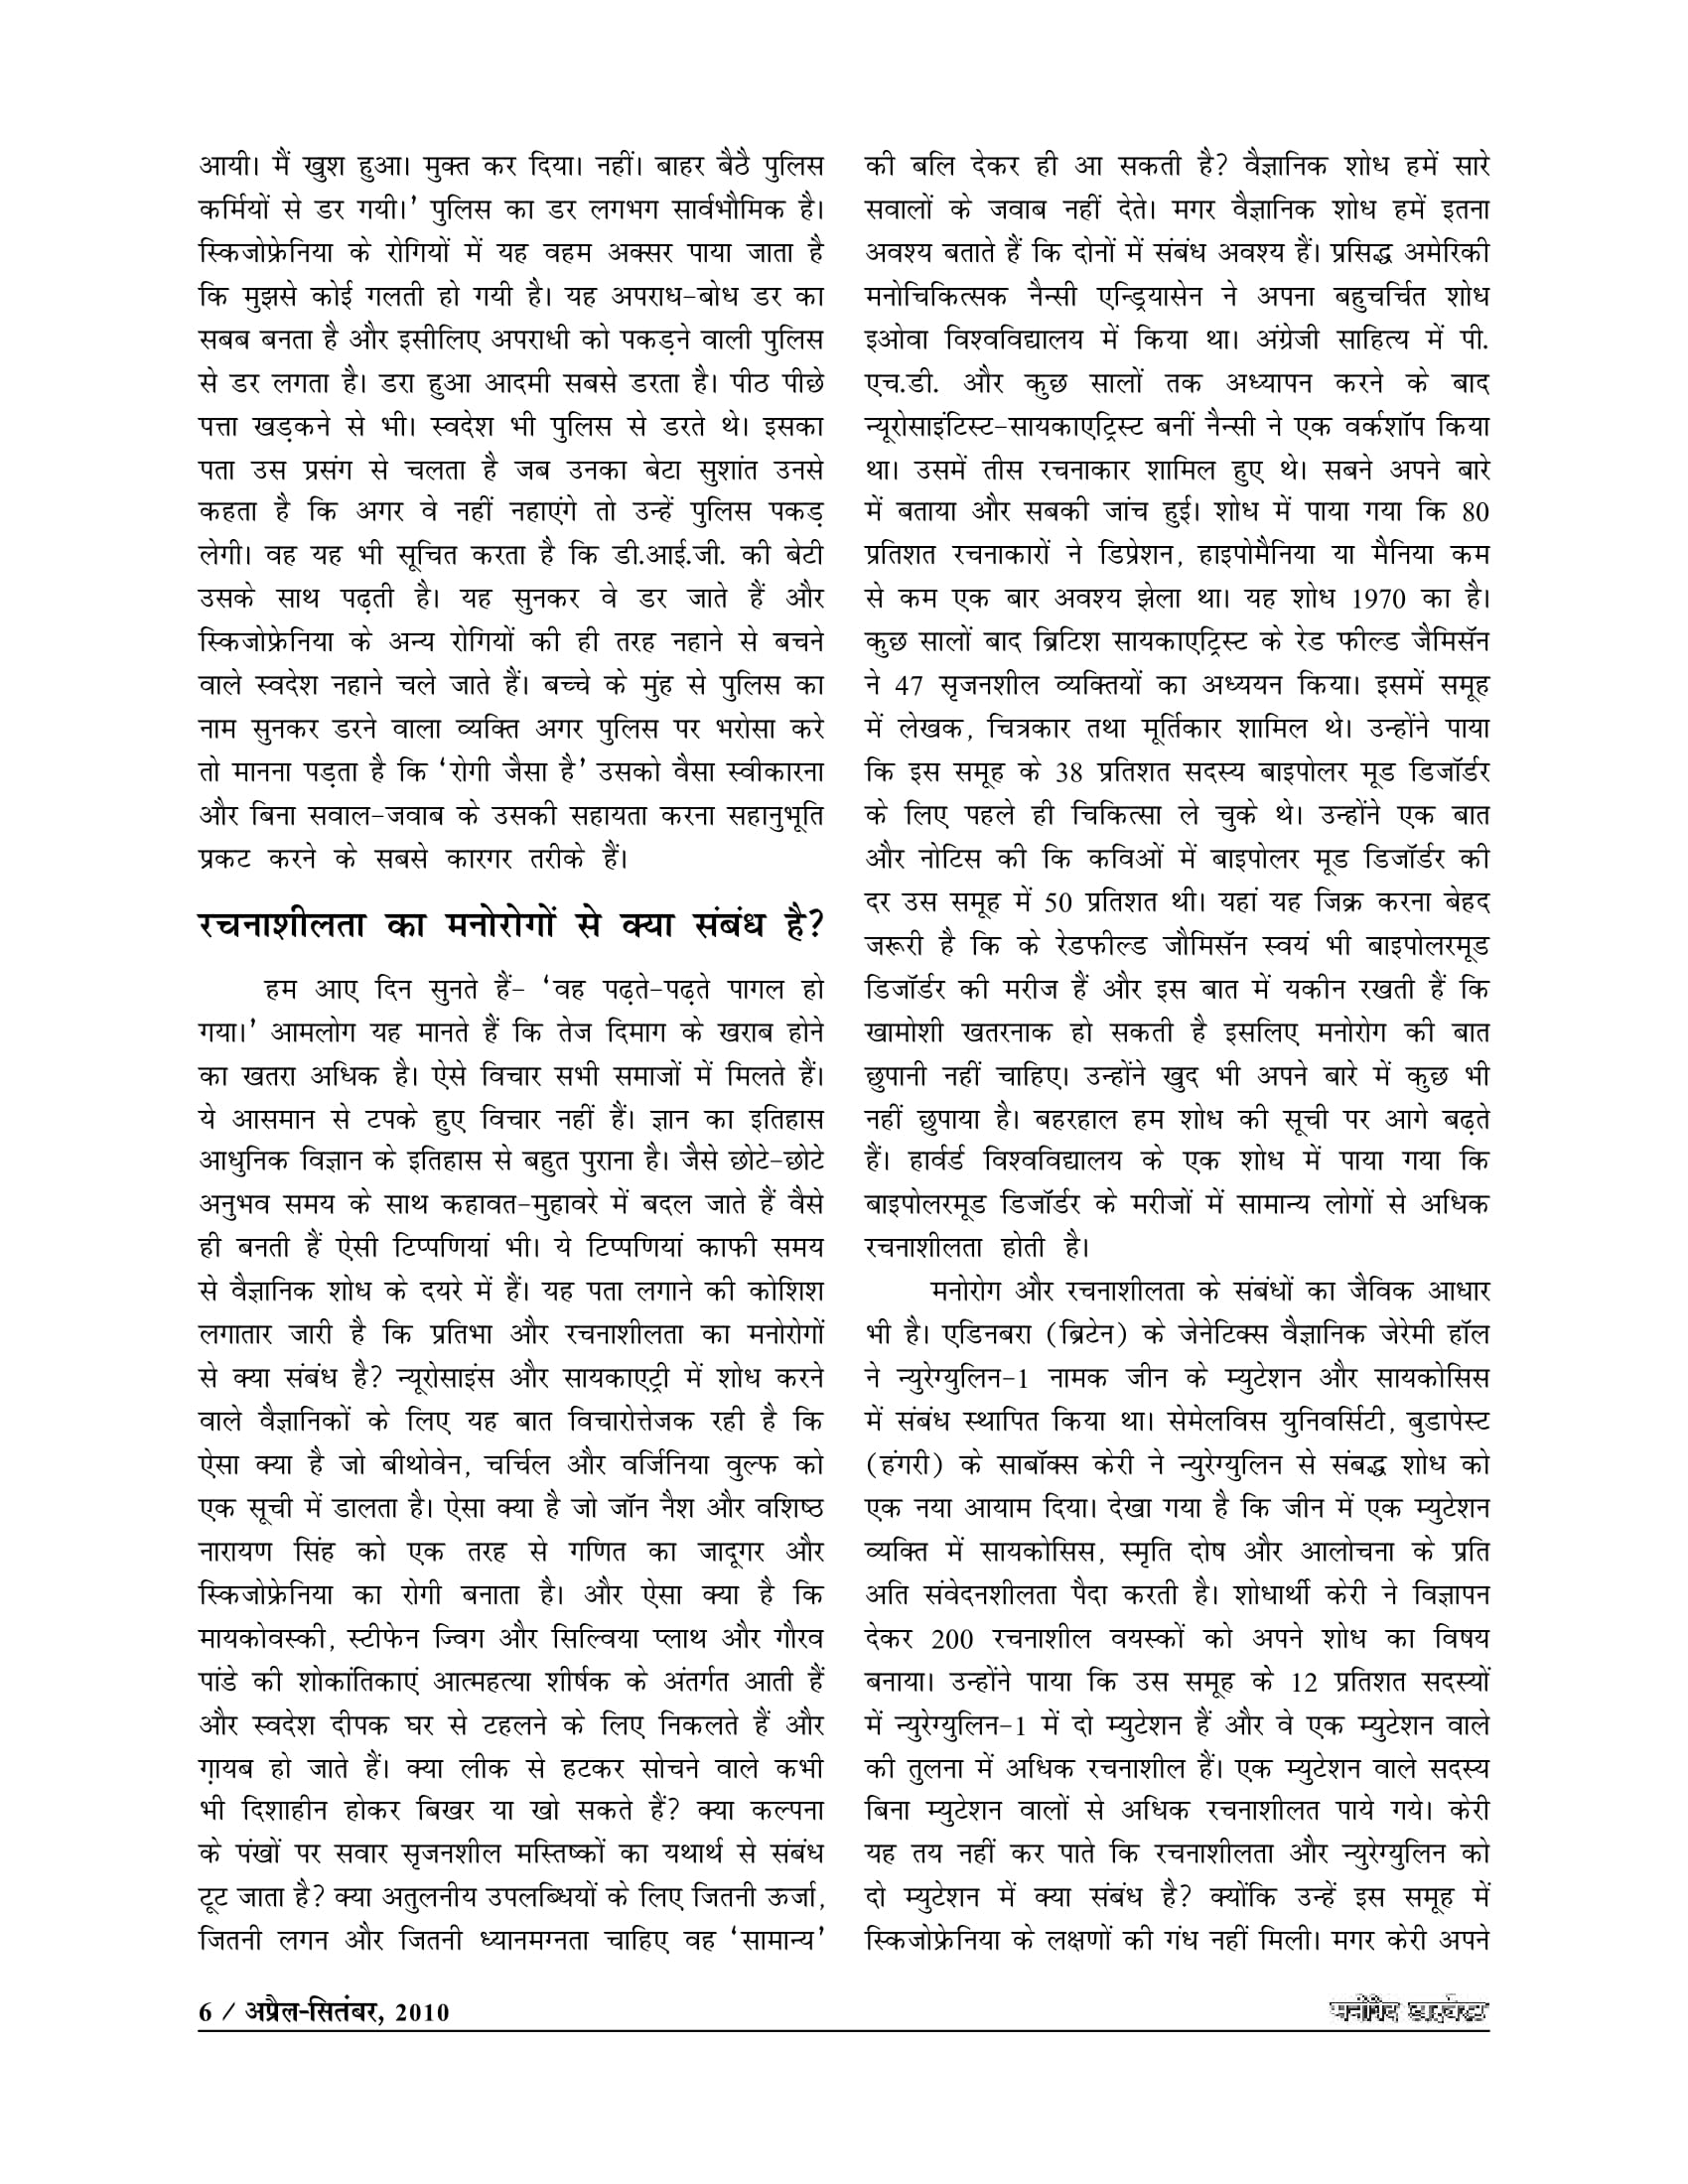 आयी। मैं खुश हुआ। मुक्त कर दिया। नहीं। बाहर बैठै पुलिस
कर्मियों से डर गयी।’ पुलिस का डर लगभग सार्वभौमिक है।
स्किजोफ्रेनिया के रोगियों में यह वहम अक्सर पाया जाता है
कि मुझसे कोई गलती हो गयी है। यह अपराध-बोध डर का
सबब बनता है और इसीलिए अपराधी को पकड़ने वाली पुलिस
से डर लगता है। डरा हुआ आदमी सबसे डरता है। पीठ पीछे
पत्ता खड़कने से भी। स्वदेश भी पुलिस से डरते थे। इसका
पता उस प्रसंग से चलता है जब उनका बेटा सुशांत उनसे
कहता है कि अगर वे नहीं नहाएंगे तो उन्हें पुलिस पकड़
लेगी। वह यह भी सूचित करता है कि डी.आई.जी. की बेटी
उसके साथ पढ़ती है। यह सुनकर वे डर जाते हैं और
स्किजोफ्रेनिया के अन्य रोगियों की ही तरह नहाने से बचने
वाले स्वदेश नहाने चले जाते हैं। बच्चे के मुंह से पुलिस का
नाम सुनकर डरने वाला व्यक्ति अगर पुलिस पर भरोसा करे
तो मानना पड़ता है कि ‘रोगी जैसा है’ उसको वैसा स्वीकारना
और बिना सवाल-जवाब के उसकी सहायता करना सहानुभूति
प्रकट करने के सबसे कारगर तरीके हैं।
रचनाशीलता का मनोरोगों से क्या संबंध है?
हम आए दिन सुनते हैं- ‘वह पढ़ते-पढ़ते पागल हो
गया।’ आमलोग यह मानते हैं कि तेज दिमाग के खराब होने
का खतरा अधिक है। ऐसे विचार सभी समाजों में मिलते हैं।
ये आसमान से टपके हुए विचार नहीं हैं। ज्ञान का इतिहास
आधुनिक विज्ञान के इतिहास से बहुत पुराना है। जैसे छोटे-छोटे
अनुभव समय के साथ कहावत-मुहावरे में बदल जाते हैं वैसे
ही बनती हैं ऐसी टिप्पणियां भी। ये टिप्पणियां काफी समय
से वैज्ञानिक शोध के दयरे में हैं। यह पता लगाने की कोशिश
लगातार जारी है कि प्रतिभा और रचनाशीलता का मनोरोगों
से क्या संबंध है? न्यूरोसाइंस और सायकाएट्री में शोध करने
वाले वैज्ञानिकों के लिए यह बात विचारोत्तेजक रही है कि
ऐसा क्या है जो बीथोवेन, चर्चिल और वर्जिनिया वुल्फ को
एक सूची में डालता है। ऐसा क्या है जो जॉन नैश और वशिष्ठ
नारायण सिंह को एक तरह से गणित का जादूगर और
स्किजोफ्रेनिया का रोगी बनाता है। और ऐसा क्या है कि
मायकोवस्की, स्टीफेन ज्विग और सिल्विया प्लाथ और गौरव
पांडे की शोकांतिकाएं आत्महत्या शीर्षक के अंतर्गत आती हैं
और स्वदेश दीपक घर से टहलने के लिए निकलते हैं और
ग़ायब हो जाते हैं। क्या लीक से हटकर सोचने वाले कभी
भी दिशाहीन होकर बिखर या खो सकते हैं? क्या कल्पना
के पंखों पर सवार सृजनशील मस्तिष्कों का यथार्थ से संबंध
टूट जाता है? क्या अतुलनीय उपलब्धियों के लिए जितनी ऊर्जा,
जितनी लगन और जितनी ध्यानमग्नता चाहिए वह ‘सामान्य’
की बलि देकर ही आ सकती है? वैज्ञानिक शोध हमें सारे
सवालों के जवाब नहीं देते। मगर वैज्ञानिक शोध हमें इतना
अवश्य बताते हैं कि दोनों में संबंध अवश्य हैं। प्रसिद्ध अमेरिकी
मनोचिकित्सक नैन्सी एन्ड्रियासेन ने अपना बहुचर्चित शोध
इओवा विश्वविद्यालय में किया था। अंग्रेजी साहित्य में पी.
एच.डी. और कुछ सालों तक अध्यापन करने के बाद
न्यूरोसाइंटिस्ट-सायकाएट्रिस्ट बनीं नैन्सी ने एक वर्कशॉप किया
था। उसमें तीस रचनाकार शामिल हुए थे। सबने अपने बारे
में बताया और सबकी जांच हुई। शोध में पाया गया कि 80
प्रतिशत रचनाकारों ने डिप्रेशन, हाइपोमैनिया या मैनिया कम
से कम एक बार अवश्य झेला था। यह शोध 1970 का है।
कुछ सालों बाद ब्रिटिश सायकाएट्रिस्ट के रेड फील्ड जैमिसॅन
ने 47 सृजनशील व्यक्तियों का अध्ययन किया। इसमें समूह
में लेखक, चित्रकार तथा मूर्तिकार शामिल थे। उन्होंने पाया
कि इस समूह के 38 प्रतिशत सदस्य बाइपोलर मूड डिजॉर्डर
के लिए पहले ही चिकित्सा ले चुके थे। उन्होंने एक बात
और नोटिस की कि कविओं में बाइपोलर मूड डिजॉर्डर की
दर उस समूह में 50 प्रतिशत थी। यहां यह जिक्र करना बेहद
जरूरी है कि के रेडफील्ड जौमिसॅन स्वयं भी बाइपोलरमूड
डिजॉर्डर की मरीज हैं और इस बात में यकीन रखती हैं कि
खामोशी खतरनाक हो सकती है इसलिए मनोरोग की बात
छुपानी नहीं चाहिए। उन्होंने खुद भी अपने बारे में कुछ भी
नहीं छुपाया है। बहरहाल हम शोध की सूची पर आगे बढ़ते
हैं। हार्वर्ड विश्वविद्यालय के एक शोध में पाया गया कि
बाइपोलरमूड डिजॉर्डर के मरीजों में सामान्य लोगों से अधिक
रचनाशीलता होती है।
मनोरोग और रचनाशीलता के संबंधों का जैविक आधार
भी है। एडिनबरा (ब्रिटेन) के जेनेटिक्स वैज्ञानिक जेरेमी हॉल
ने न्युरेग्युलिन-1 नामक जीन के म्युटेशन और सायकोसिस
में संबंध स्थापित किया था। सेमेलविस युनिवर्सिटी, बुडापेस्ट
(हंगरी) के साबॉक्स केरी ने न्युरेग्युलिन से संबद्ध शोध को
एक नया आयाम दिया। देखा गया है कि जीन में एक म्युटेशन
व्यक्ति में सायकोसिस, स्मृति दोष और आलोचना के प्रति
अति संवेदनशीलता पैदा करती है। शोधार्थी केरी ने विज्ञापन
देकर 200 रचनाशील वयस्कों को अपने शोध का विषय
बनाया। उन्होंने पाया कि उस समूह के 12 प्रतिशत सदस्यों
में न्युरेग्युलिन-1 में दो म्युटेशन हैं और वे एक म्युटेशन वाले
की तुलना में अधिक रचनाशील हैं। एक म्युटेशन वाले सदस्य
बिना म्युटेशन वालों से अधिक रचनाशीलत पाये गये। केरी
यह तय नहीं कर पाते कि रचनाशीलता और न्युरेग्युलिन को
दो म्युटेशन में क्या संबंध है? क्योंकि उन्हें इस समूह में
स्किजोफ्रेनिया के लक्षणों की गंध नहीं मिली। मगर केरी अपने
6 / अप्रैल-सितंबर, 2010